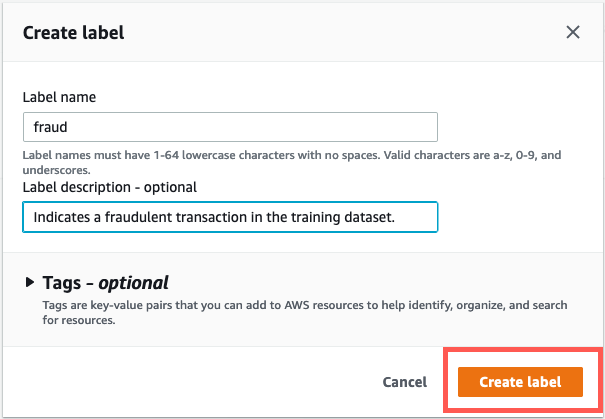 Create label
Label name
fraud
Label names must have 1-64 lowercase characters with no spaces. Valid characters are a-z, 0-9, and
underscores.
Label description - optional
Indicates a fraudulent transaction in the training dataset.
Tags - optional
Tags are key-value pairs that you can add to AWS resources to help identify, organize, and search
for resources.
Cancel
Create label